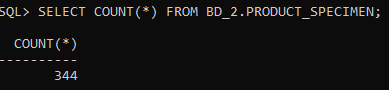 SQL> SELECT COUNT(*) FROM BD_2.PRODUCT_SPECIMEN;
COUNT(*)
----------
344